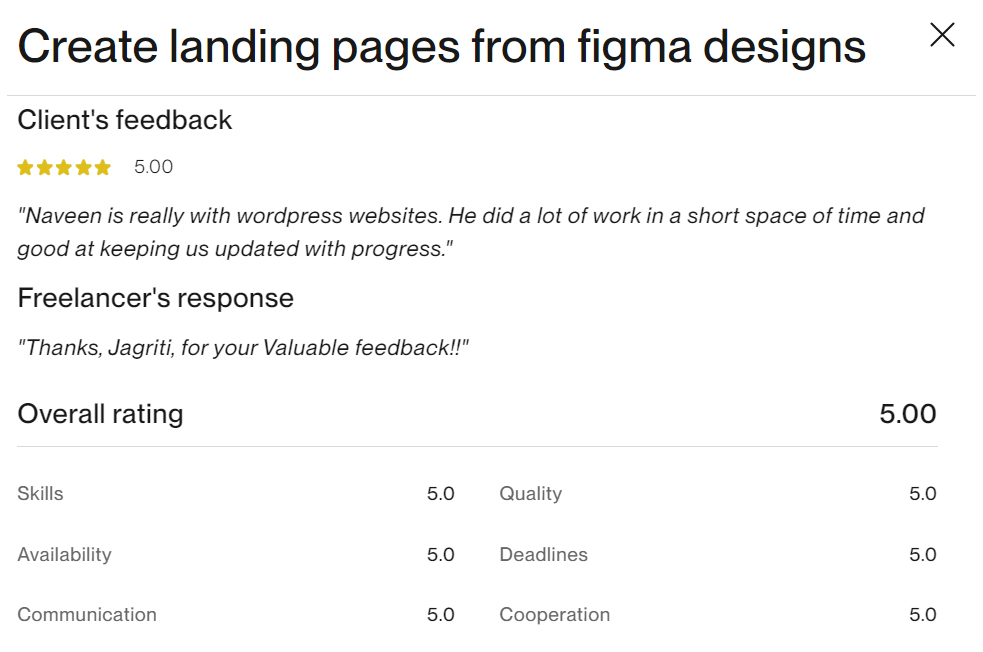 Create landing pages from figma designs
Client's feedback
5.00
"Naveen is really with wordpress websites. He did a lot of work in a short space of time and
good at keeping us updated with progress."
Freelancer's response
"Thanks, Jagriti, for your Valuable feedback!!"
Overall rating 5.00
Skills 5.0 Quality 5.0
Availability 5.0 Deadlines 5.0
Communication 5.0 Cooperation 5.0